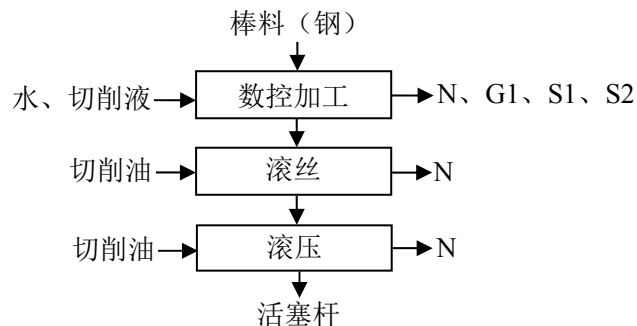 棒料（钢）
水、切削液
数控加工
N、G1、S1、S2
切削油
滚丝
N
切削油
滚压
N
活塞杆